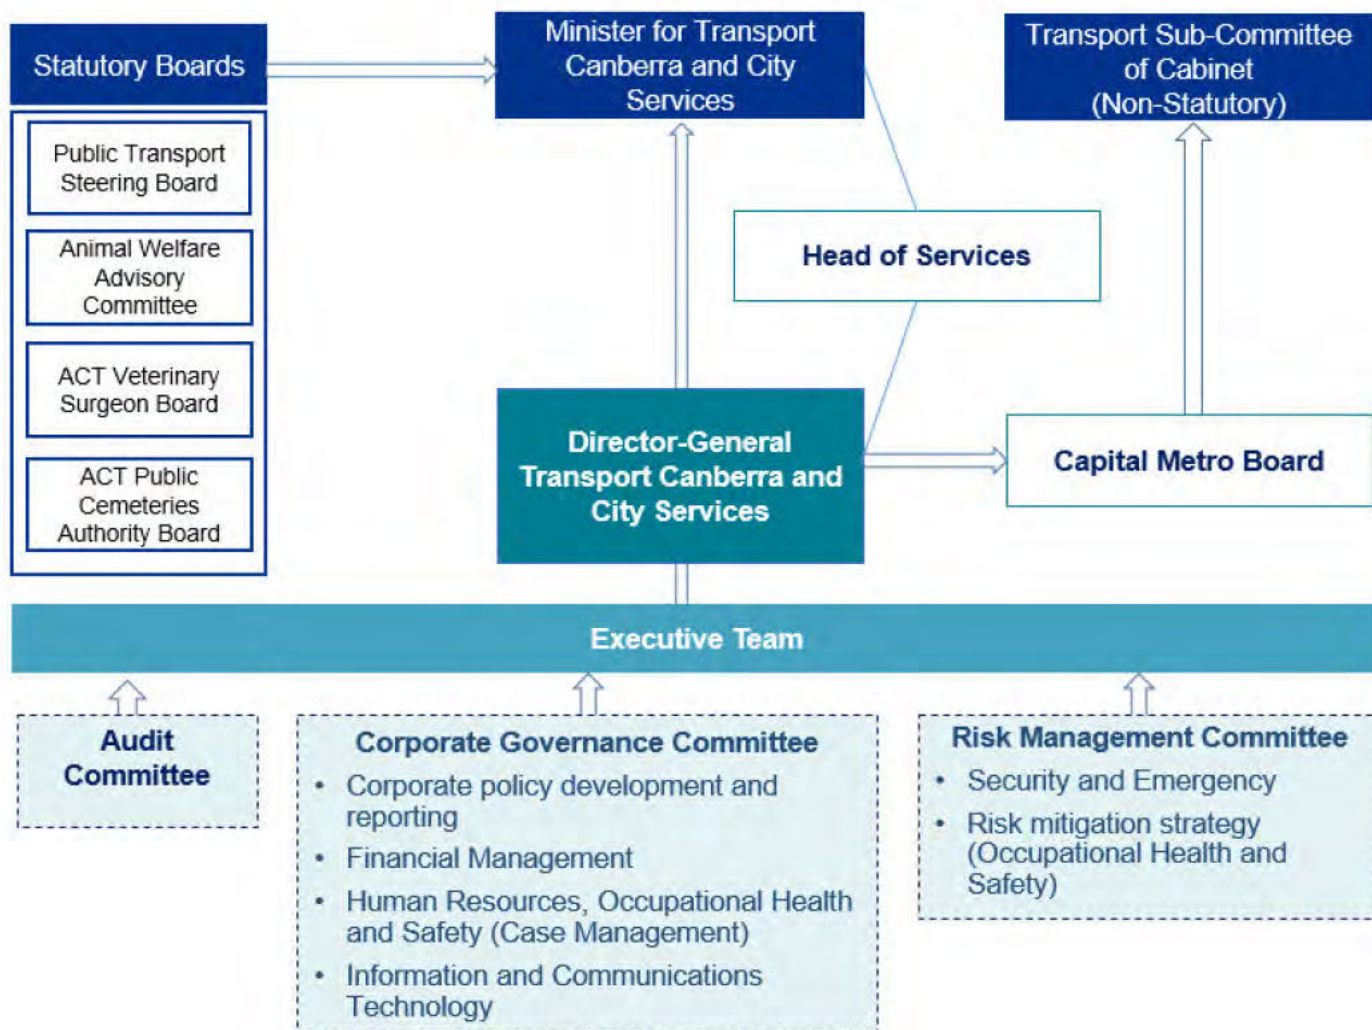 Statutory Boards
Public Transport
Steering Board
Animal Welfare
Advisory
Committee
ACT Veterinary
Surgeon Board
ACT Public
Cemeteries
Authority Board
Minister for Transport
Canberra and City
Services
Transport Sub-Committee
of Cabinet
(Non-Statutory)
Head of Services
Director-General
Transport Canberra and
City Services
Capital Metro Board
Executive Team
Audit
Committee
Corporate Governance Committee
• Corporate policy development and
reporting
• Financial Management
• Human Resources, Occupational Health
and Safety (Case Management)
• Information and Communications
Technology
Risk Management Committee
• Security and Emergency
• Risk mitigation strategy
(Occupational Health and
Safety)